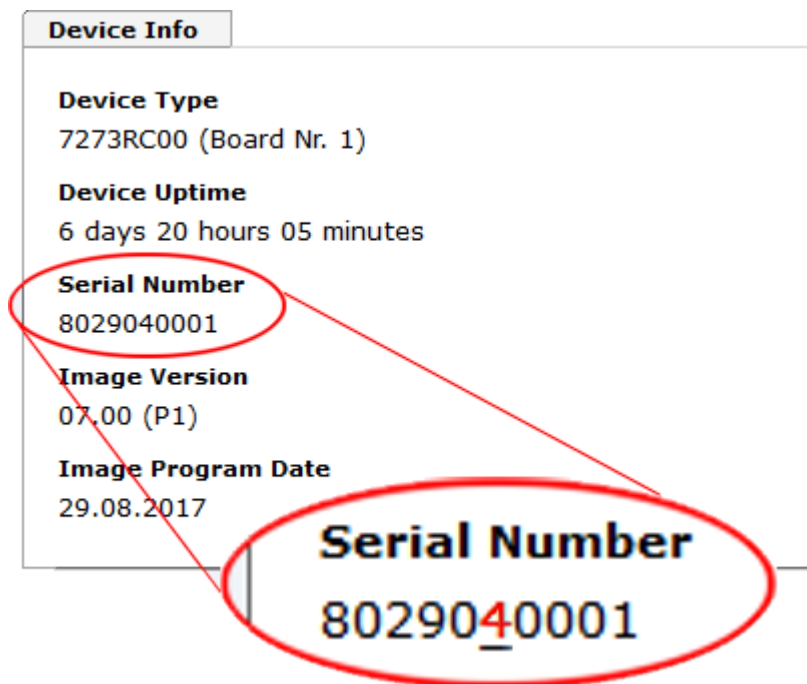 Device Info
Device Type
7273RC00 (Board Nr. 1)
Device Uptime
6 days 20 hours 05 minutes
Serial Number
8029040001
Image Version
07.00 (P1)
Image Program Date
29.08.2017
Serial Number
8029040001